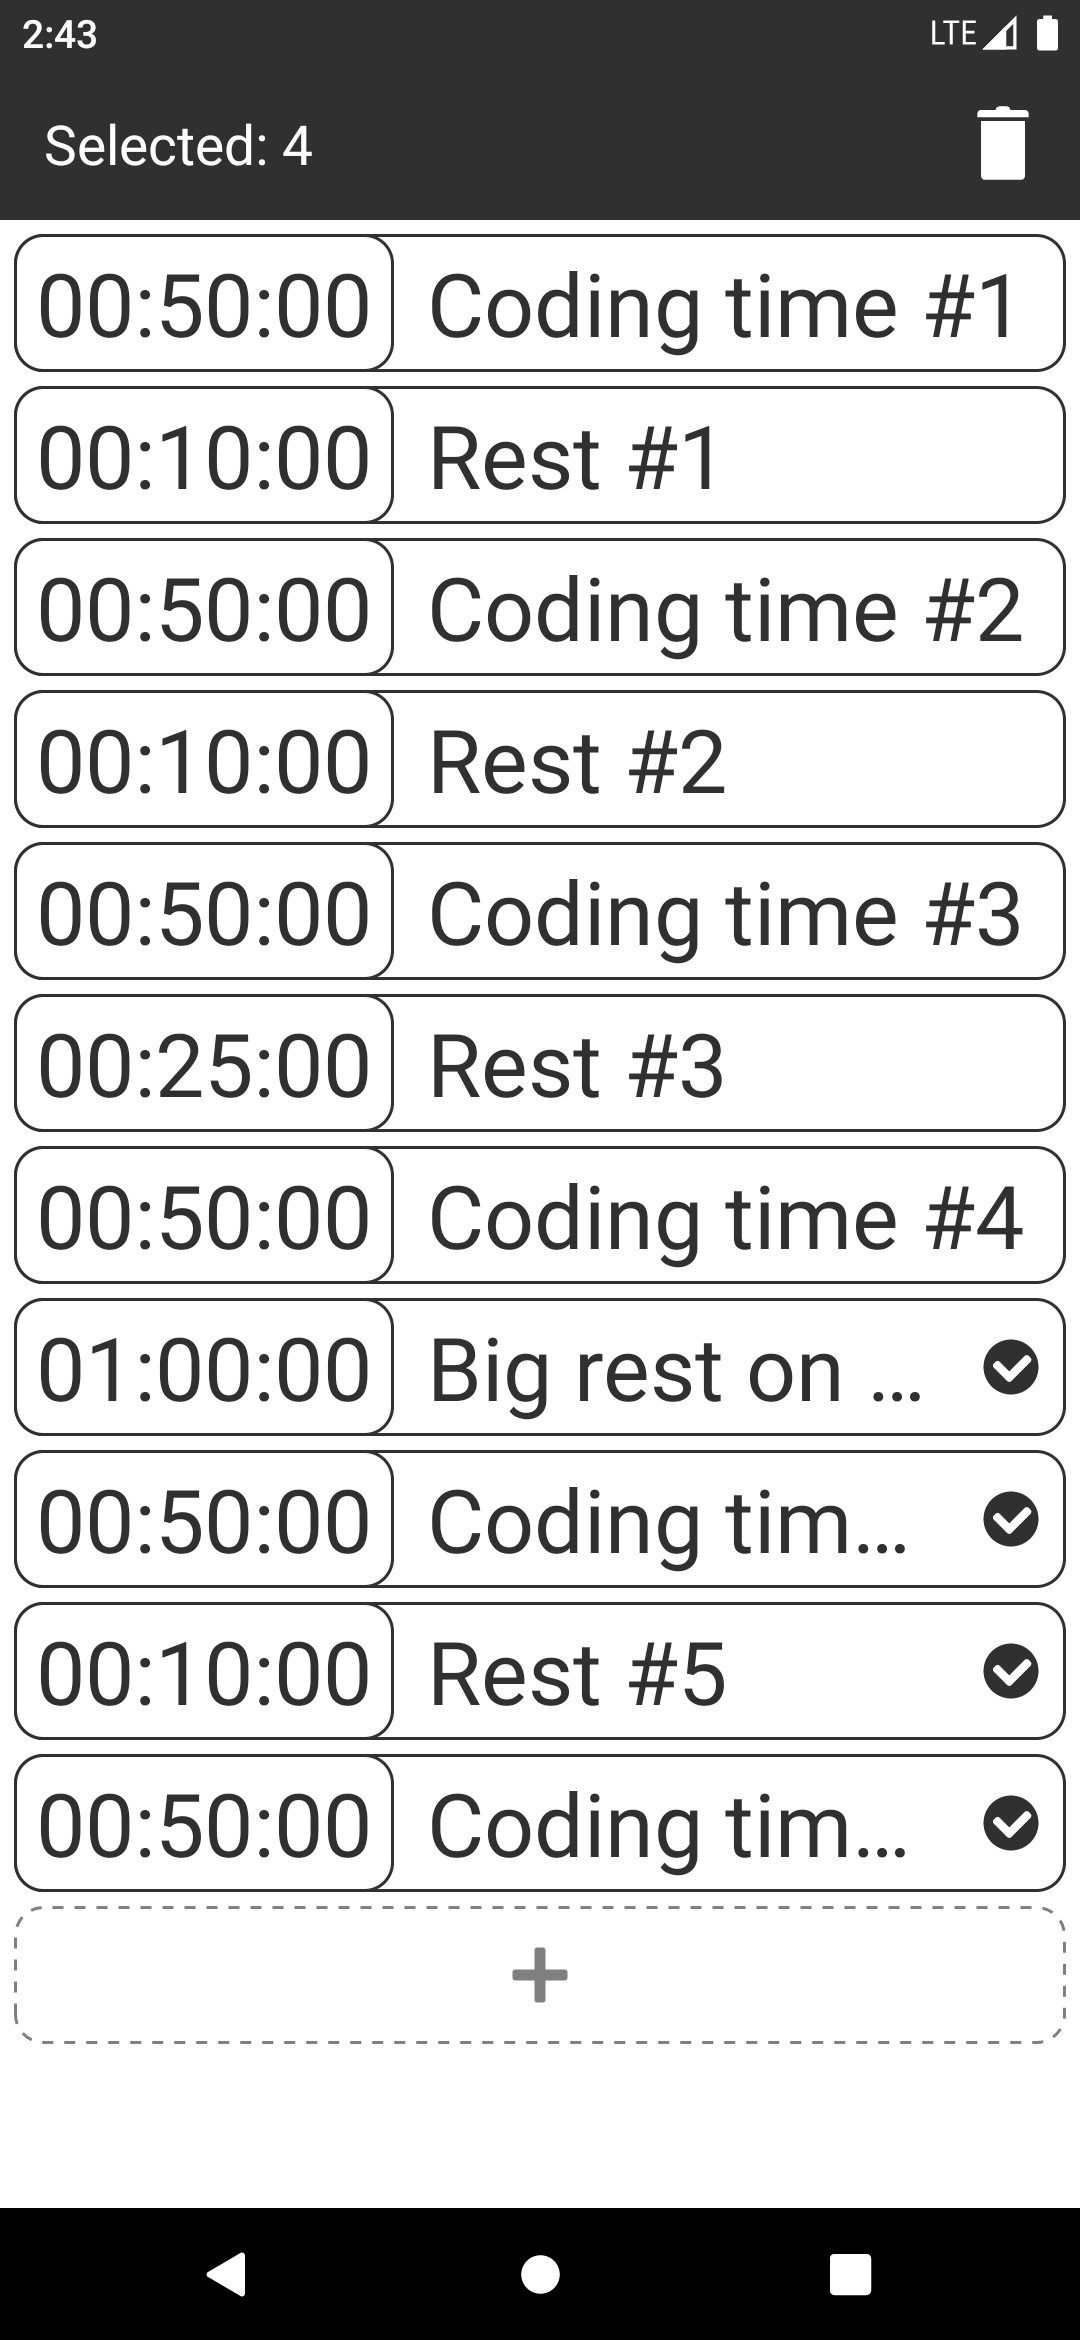 2:43 LTE
Selected: 4
00:50:00 Coding time #1
00:10:00 Rest #1
00:50:00 Coding time #2
00:10:00 Rest #2
00:50:00 Coding time #3
00:25:00 Rest #3
00:50:00 Coding time #4
01:00:00 Big rest on ...
00:50:00 Coding tim...
00:10:00 Rest #5
00:50:00 Coding tim...